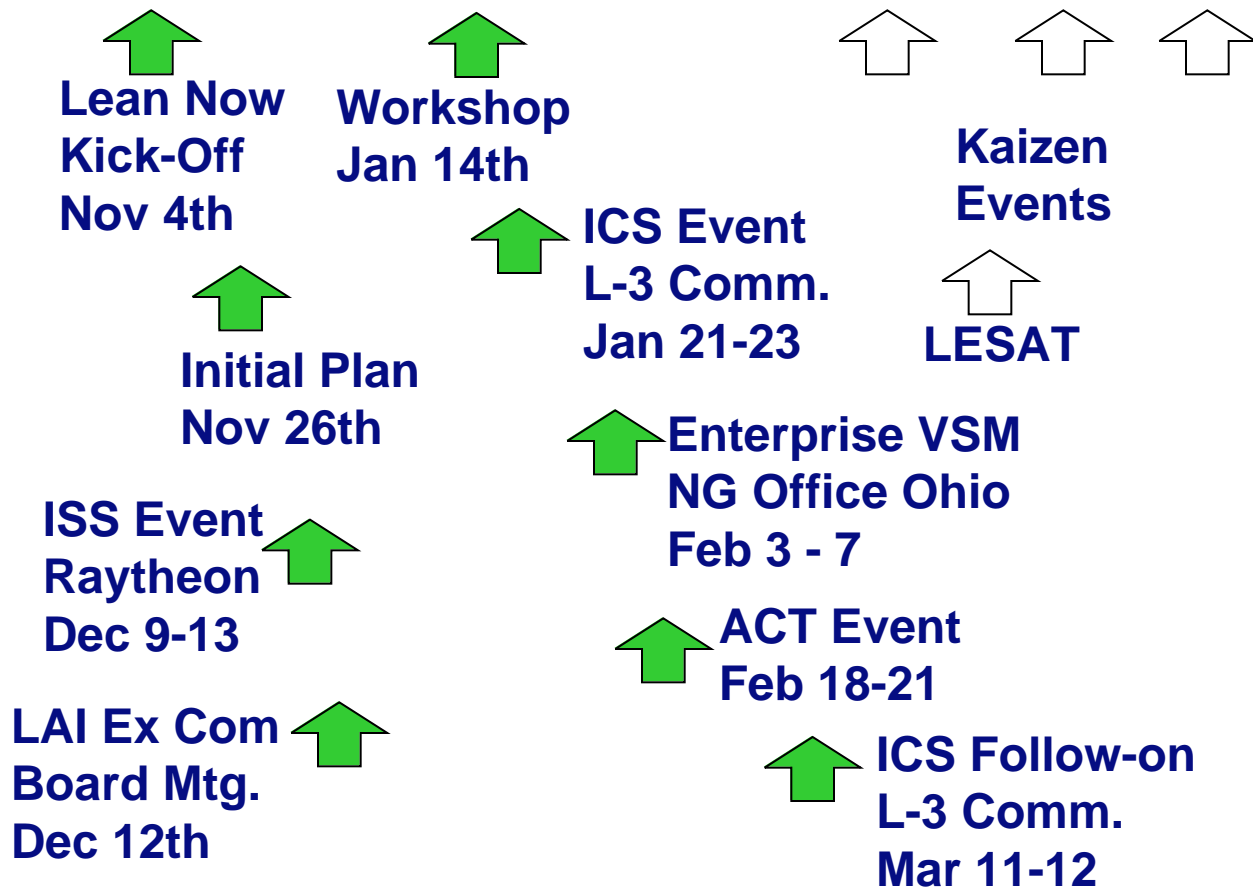 Lean Now
Kick-Off
Nov 4th
Workshop
Jan 14th
Kaizen
Events
ICS Event
L-3 Comm.
Jan 21-23
LESAT
Initial Plan
Nov 26th
Enterprise VSM
NG Office Ohio
Feb 3 - 7
ISS Event
Raytheon
Dec 9-13
ACT Event
Feb 18-21
LAI Ex Com
Board Mtg.
Dec 12th
ICS Follow-on
L-3 Comm.
Mar 11-12